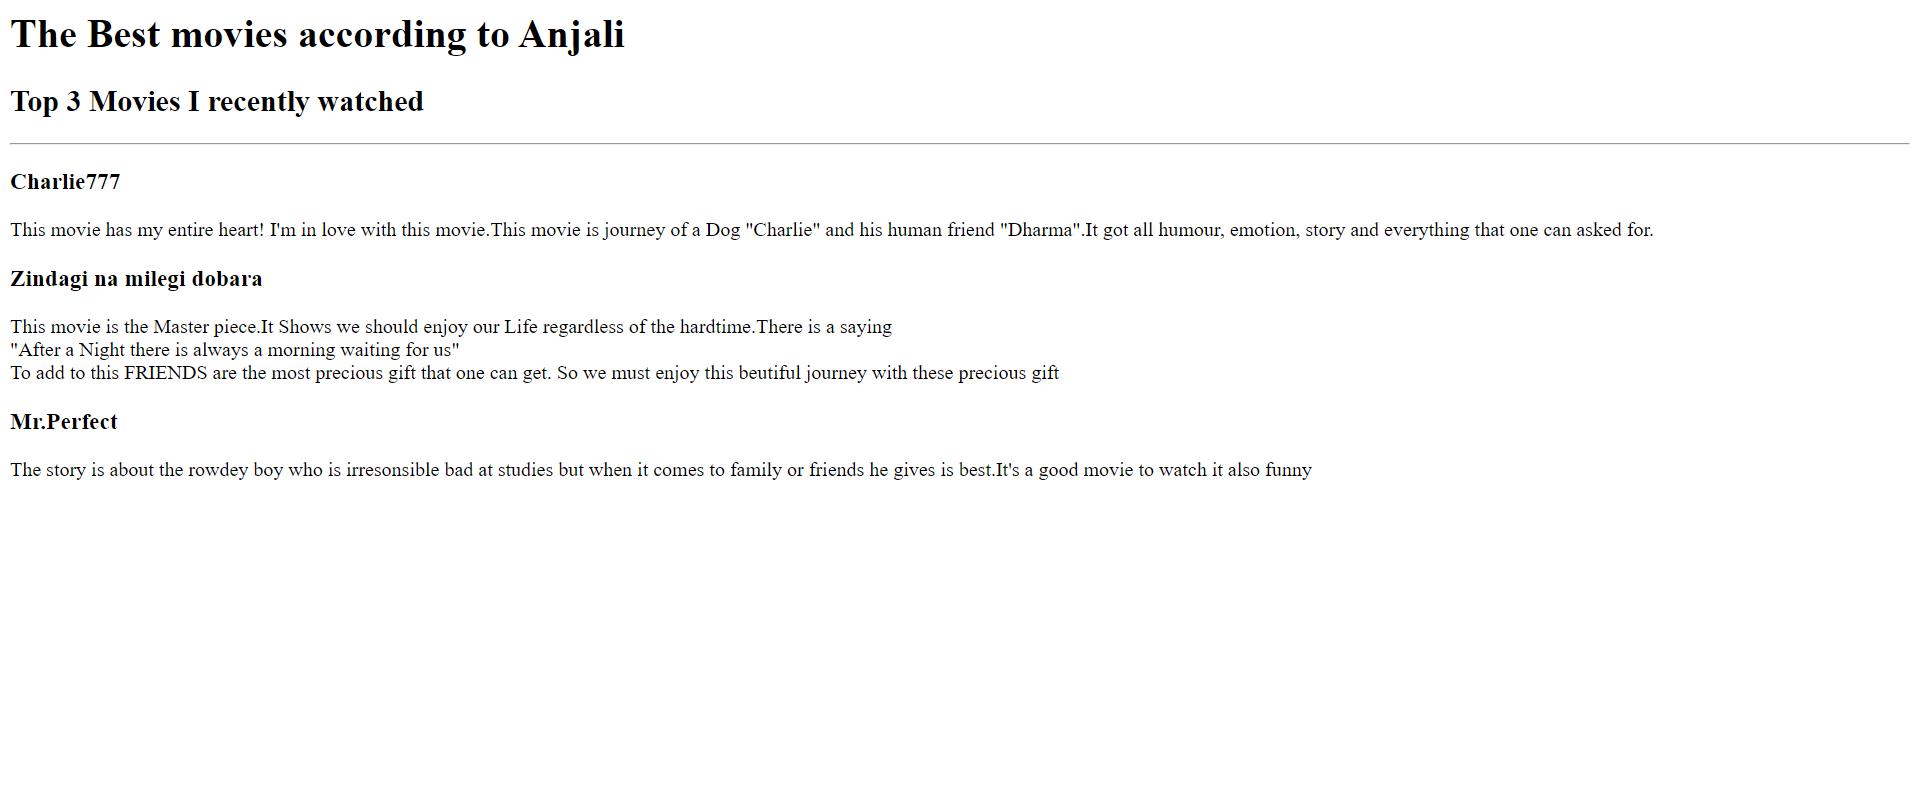 The Best movies according to Anjali
Top 3 Movies I recently watched
Charlie777
This movie has my entire heart! I'm in love with this movie.This movie is journey of a Dog "Charlie" and his human friend "Dharma".It got all humour, emotion, story and everything that one can asked for.
Zindagi na milegi dobara
This movie is the Master piece.It Shows we should enjoy our Life regardless of the hardtime.There is a saying
"After a Night there is always a morning waiting for us"
To add to this FRIENDS are the most precious gift that one can get. So we must enjoy this beutiful journey with these precious gift
Mr.Perfect
The story is about the rowdey boy who is irresonsible bad at studies but when it comes to family or friends he gives is best.It's a good movie to watch it also funny